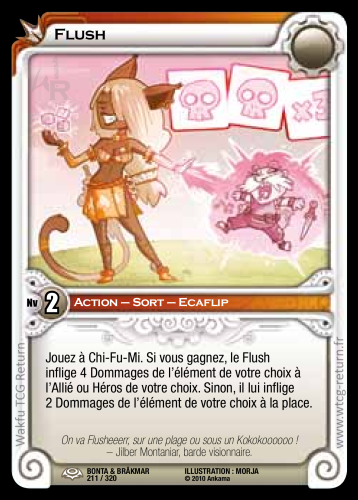 Flush
x3
Nv 2 Action – Sort – Ecaflip
Jouez à Chi-Fu-Mi. Si vous gagnez, le Flush
inflige 4 Dommages de l'élément de votre choix à
l'Allié ou Héros de votre choix. Sinon, il lui inflige
2 Dommages de l'élément de votre choix à la place.
On va Flusheeerr, sur une plage ou sous un Kokokoooooo !
– Jilber Montaniar, barde visionnaire.
BONTA & BRÂKMAR
211 / 320
ILLUSTRATION : MORJA
© 2010 Ankama
Wakfu TCG Return
www.wtcg-return.fr